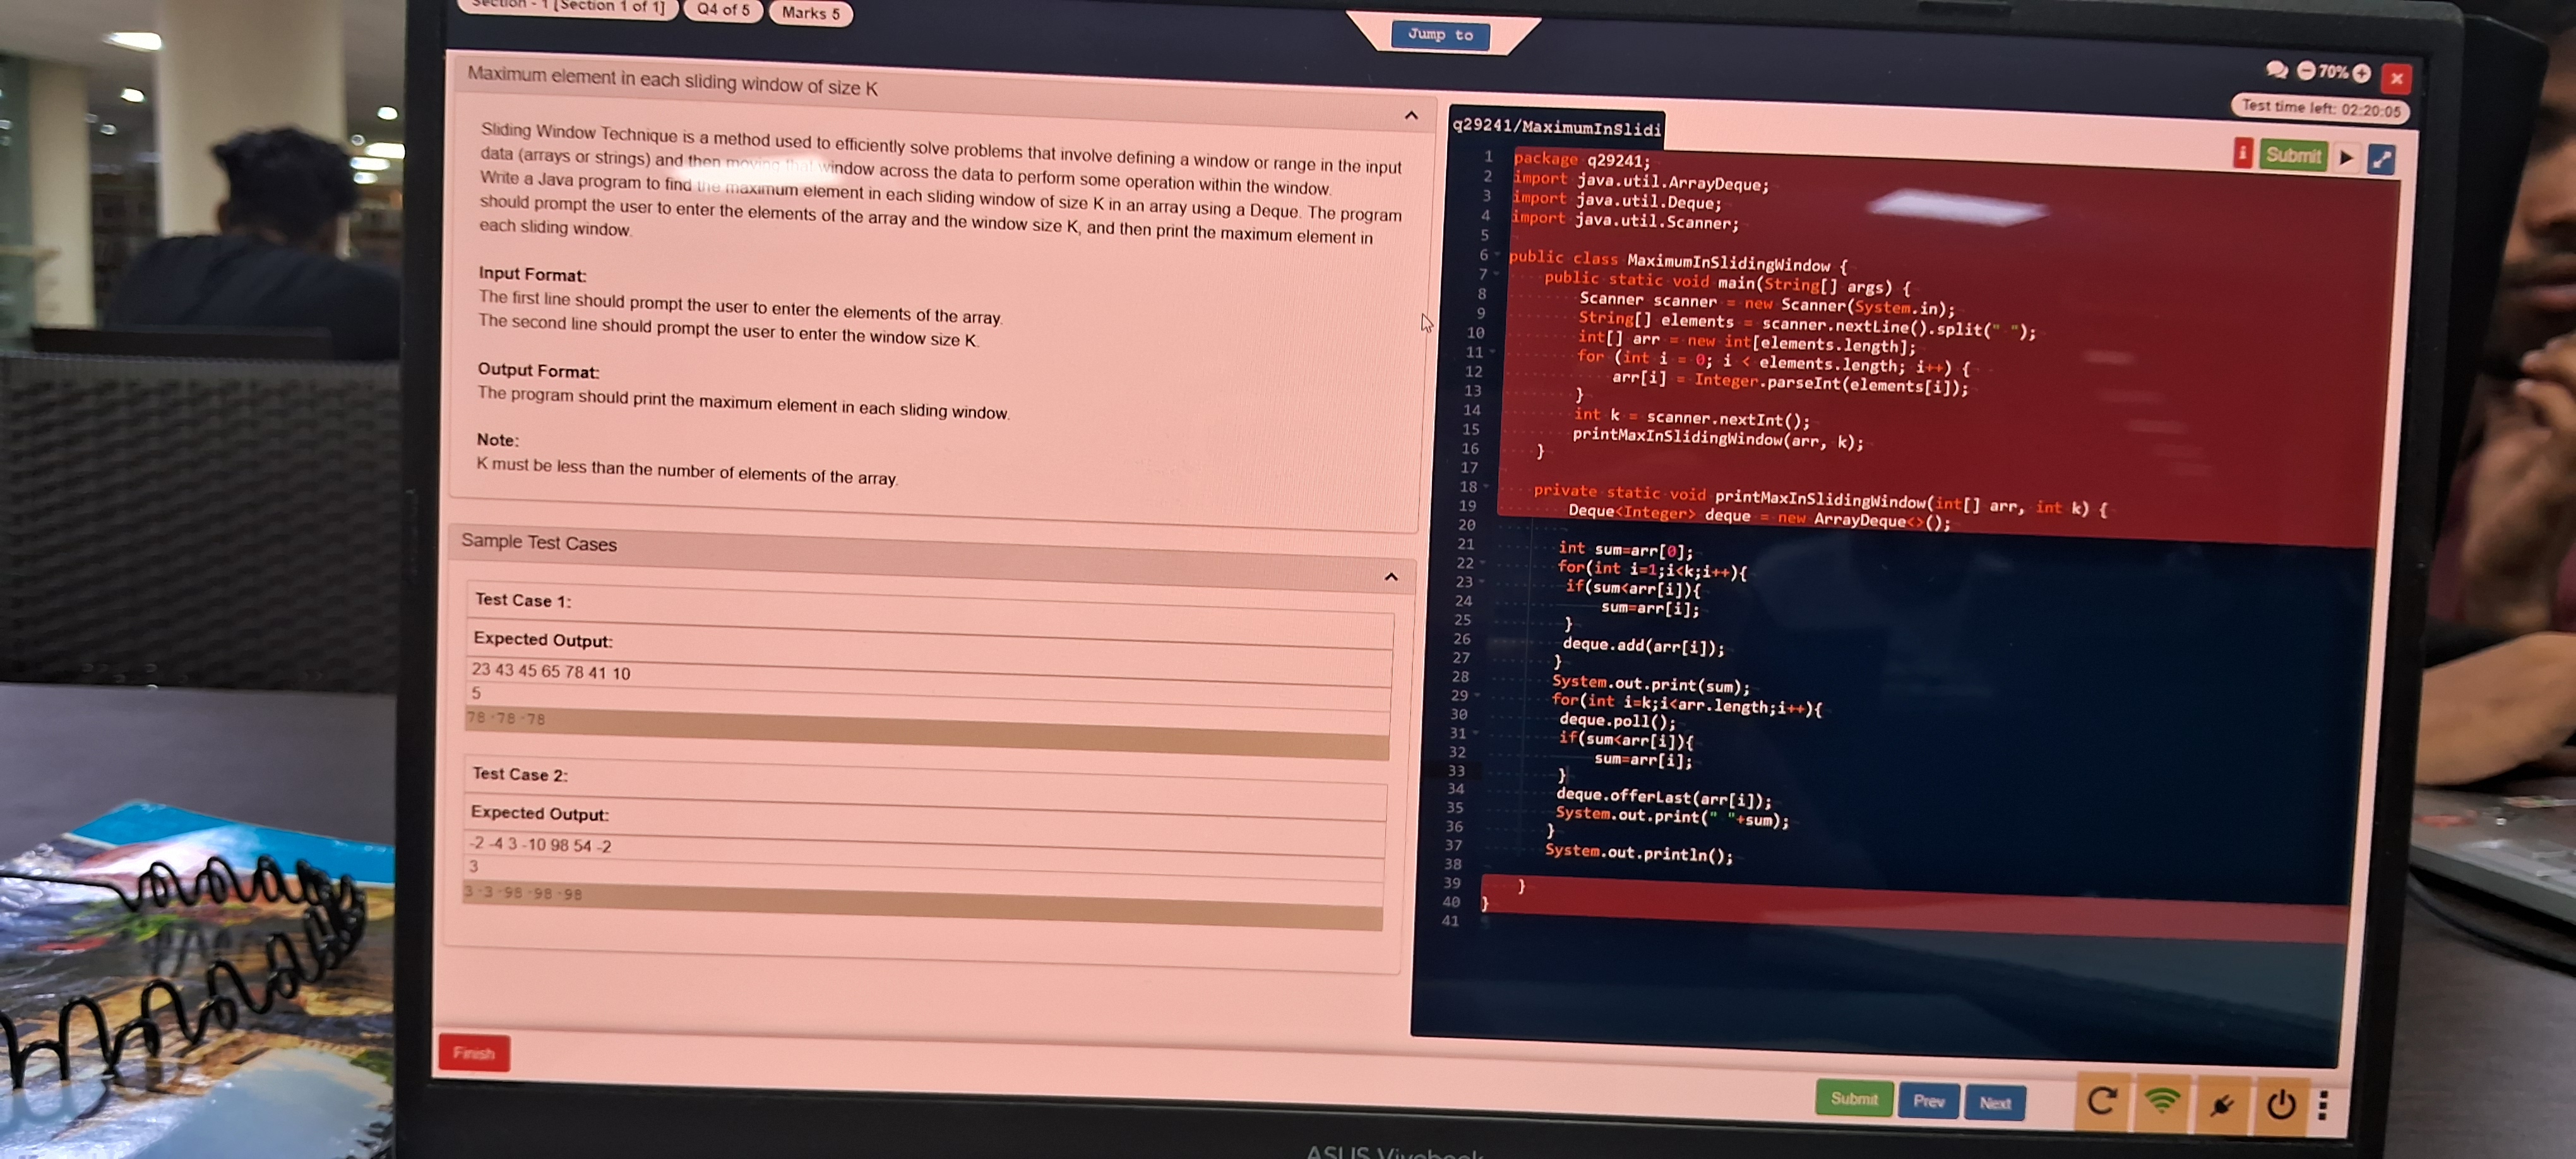 Section - 1 [Section 1 of 1] Q4 of 5 Marks 5
Jump to
70%
Test time left: 02:20:05
Maximum element in each sliding window of size K
Sliding Window Technique is a method used to efficiently solve problems that involve defining a window or range in the input
data (arrays or strings) and then moving that window across the data to perform some operation within the window.
Write a Java program to find the maximum element in each sliding window of size K in an array using a Deque. The program
should prompt the user to enter the elements of the array and the window size K, and then print the maximum element in
each sliding window.
Input Format:
The first line should prompt the user to enter the elements of the array.
The second line should prompt the user to enter the window size K.
Output Format:
The program should print the maximum element in each sliding window.
Note:
K must be less than the number of elements of the array.
Sample Test Cases
Test Case 1:
Expected Output:
23 43 45 65 78 41 10
5
78·78·78
Test Case 2:
Expected Output:
-2 -4 3 -10 98 54 -2
3
3·3·98·98·98
Finish
q29241/MaximumInSlidi
Submit
1 package q29241;
2 import java.util.ArrayDeque;
3 import java.util.Deque;
4 import java.util.Scanner;
5
6 public class MaximumInSlidingWindow {
7 public static void main(String[] args) {
8 Scanner scanner = new Scanner(System.in);
9 String[] elements = scanner.nextLine().split(" ");
10 int[] arr = new int[elements.length];
11 for (int i = 0; i < elements.length; i++) {
12 arr[i] = Integer.parseInt(elements[i]);
13 }
14 int k = scanner.nextInt();
15 printMaxInSlidingWindow(arr, k);
16 }
17
18 private static void printMaxInSlidingWindow(int[] arr, int k) {
19 Deque<Integer> deque = new ArrayDeque<>();
20
21 int sum=arr[0];
22 for(int i=1;i<k;i++){
23 if(sum<arr[i]){
24 sum=arr[i];
25 }
26 deque.add(arr[i]);
27 }
28 System.out.print(sum);
29 for(int i=k;i<arr.length;i++){
30 deque.poll();
31 if(sum<arr[i]){
32 sum=arr[i];
33 }
34 deque.offerLast(arr[i]);
35 System.out.print(" "+sum);
36 }
37 System.out.println();
38
39 }
40 }
41
Submit Prev Next
ASUS Vivobook